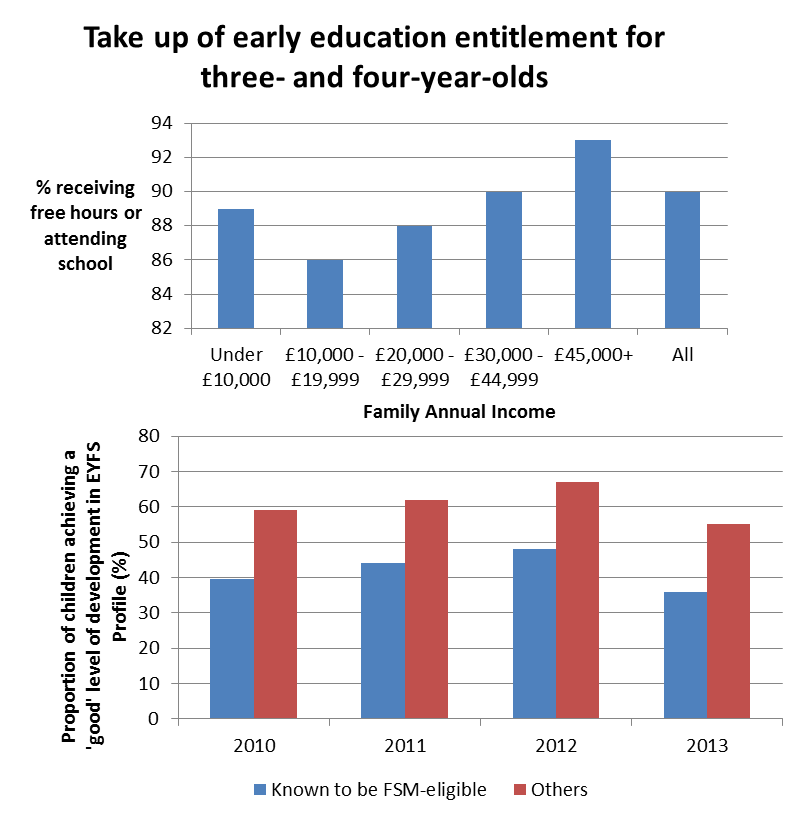 Take up of early education entitlement for
three- and four-year-olds
% receiving
free hours or
attending
school
94
92
90
88
86
84
82
Under
£10,000
£10,000 -
£19,999
£20,000 -
£29,999
£30,000 -
£44,999
£45,000+
All
Family Annual Income
Proportion of children achieving a
'good' level of development in EYFS
Profile (%)
80
70
60
50
40
30
20
10
0
2010
2011
2012
2013
Known to be FSM-eligible
Others